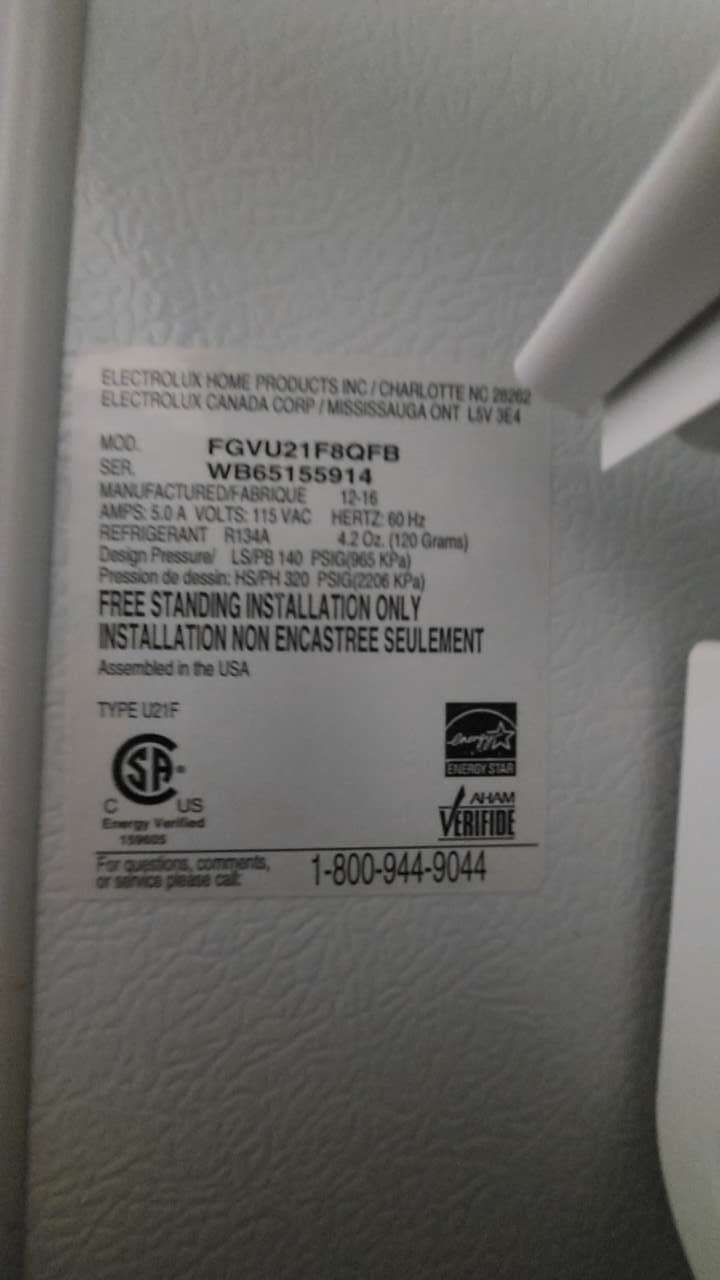 ELECTROLUX HOME PRODUCTS INC / CHARLOTTE NC 28262
ELECTROLUX CANADA CORP / MISSISSAUGA ONT L5V 3E4
MOD. FGVU21F8QFB
SER. WB65155914
MANUFACTURED/FABRIQUE 12-16
AMPS: 5.0 A VOLTS: 115 VAC HERTZ: 60 Hz
REFRIGERANT R134A 4.2 Oz. (120 Grams)
Design Pressure/ LS/PB 140 PSIG(965 KPa)
Pression de dessin: HS/PH 320 PSIG(2206 KPa)
FREE STANDING INSTALLATION ONLY
INSTALLATION NON ENCASTREE SEULEMENT
Assembled in the USA
TYPE U21F
energy
ENERGY STAR
SA
C US
Energy Verified
AHAM
VERIFIDE
For questions, comments,
or service please call: 1-800-944-9044